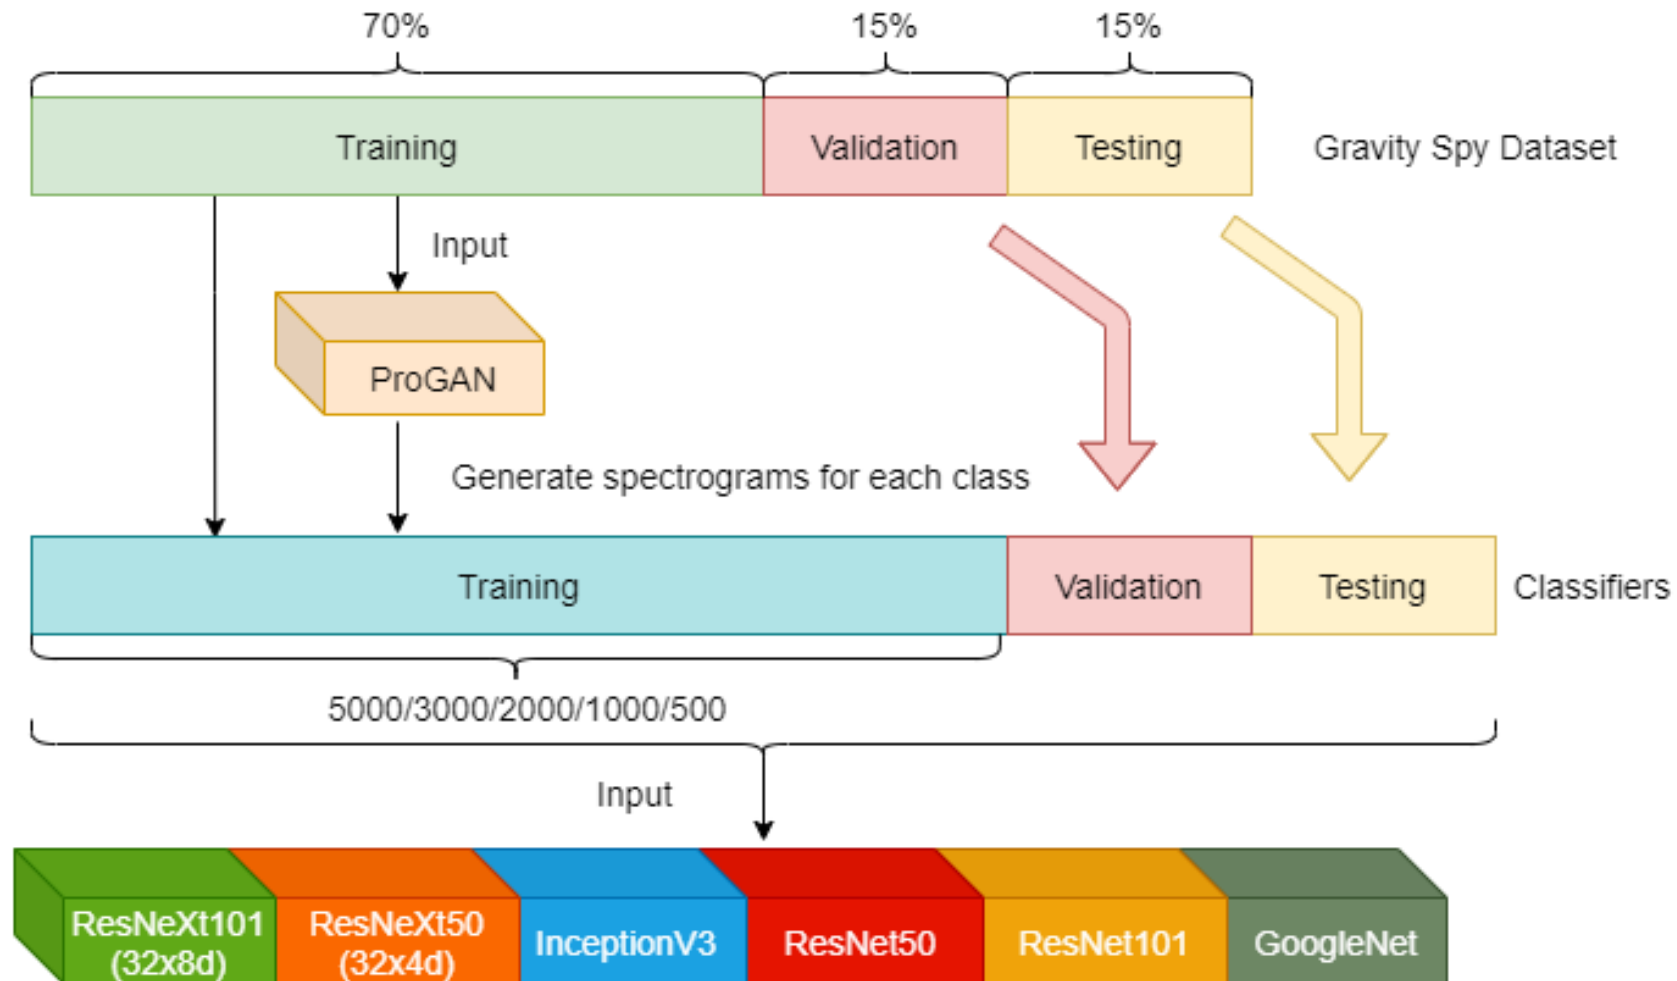 70%
15%
15%
Training
Validation
Testing
Gravity Spy Dataset
Input
ProGAN
Generate spectrograms for each class
Training
Validation
Testing
Classifiers
5000/3000/2000/1000/500
Input
ResNeXt101
(32x8d)
ResNeXt50
(32x4d)
InceptionV3
ResNet50
ResNet101
GoogleNet